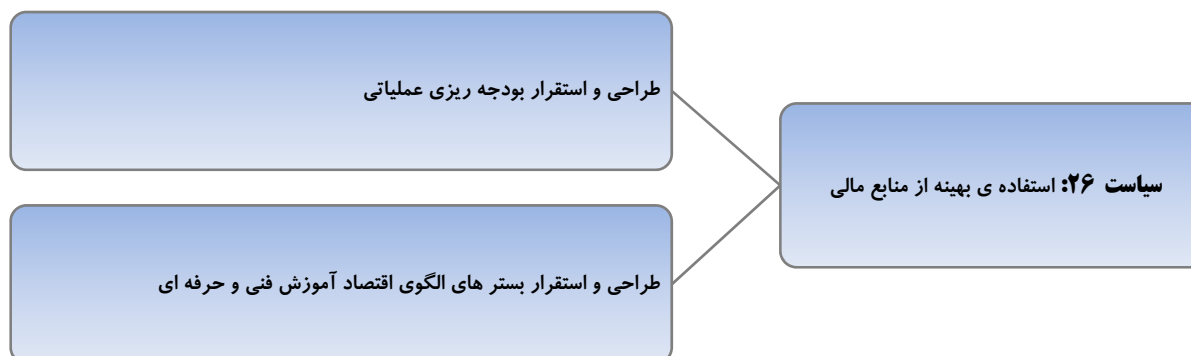 سیاست ۲۶: استفاده ی بهینه از منابع مالی
طراحی و استقرار بودجه ریزی عملیاتی
طراحی و استقرار بستر های الگوی اقتصاد آموزش فنی و حرفه ای